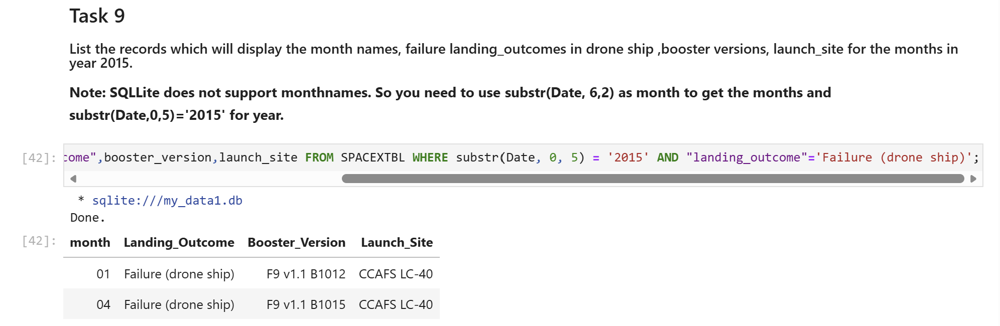 Task 9
List the records which will display the month names, failure landing_outcomes in drone ship ,booster versions, launch_site for the months in
year 2015.
Note: SQLLite does not support monthnames. So you need to use substr(Date, 6,2) as month to get the months and
substr(Date,0,5)='2015' for year.
[42]: come",booster_version,launch_site FROM SPACEXTBL WHERE substr(Date, 0, 5) = '2015' AND "landing_outcome"='Failure (drone ship)';
* sqlite:///my_data1.db
Done.
[42]: month Landing_Outcome Booster_Version Launch_Site
01 Failure (drone ship) F9 v1.1 B1012 CCAFS LC-40
04 Failure (drone ship) F9 v1.1 B1015 CCAFS LC-40